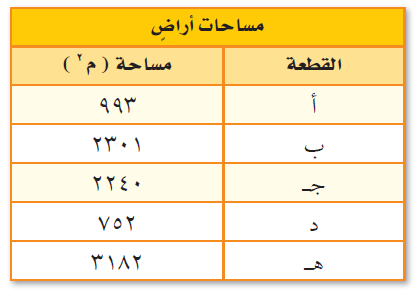 مساحات أراضٍ
القطعة مساحة ( م٢ )
أ ٩٩٣
ب ٢٣٠١
جـ ٢٢٤٠
د ٧٥٢
هـ ٣١٨٢